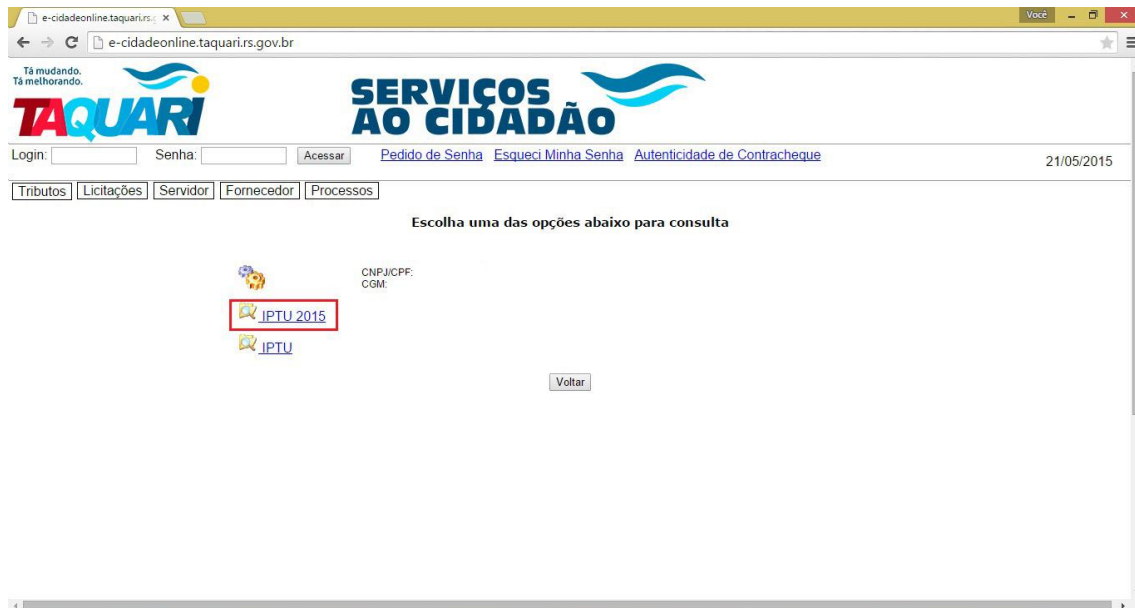 e-cidadeonline.taquari.rs.g
Você
e-cidadeonline.taquari.rs.gov.br
Tá mudando.
Tá melhorando.
TAQUARI
SERVIÇOS
AO CIDADÃO
Login: Senha: Acessar Pedido de Senha Esqueci Minha Senha Autenticidade de Contracheque 21/05/2015
Tributos Licitações Servidor Fornecedor Processos
Escolha uma das opções abaixo para consulta
CNPJ/CPF:
CGM:
IPTU 2015
IPTU
Voltar